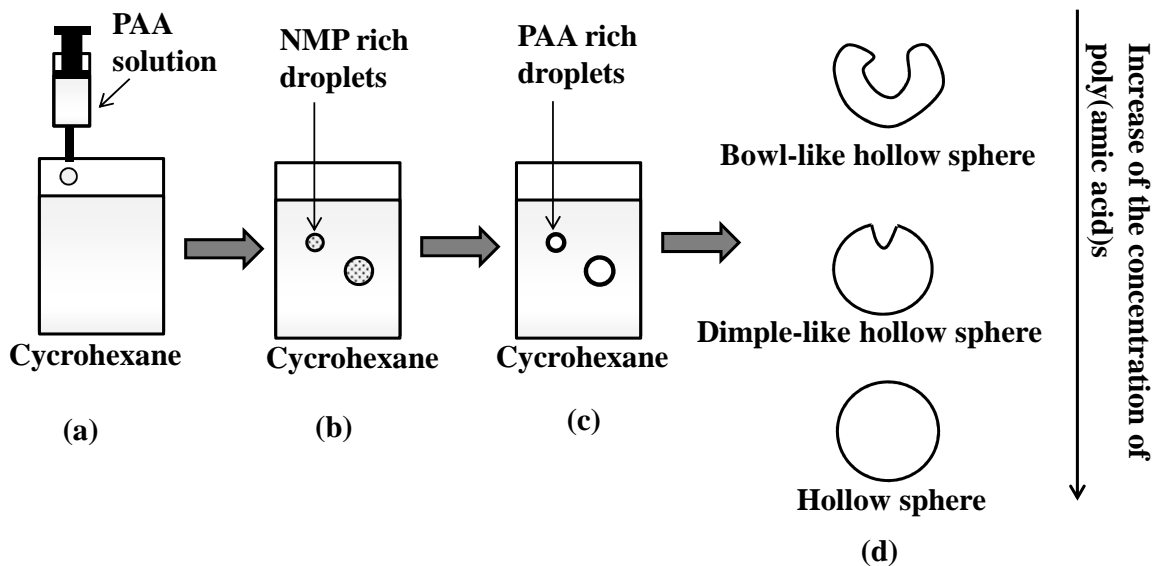 PAA
solution
NMP rich
droplets
PAA rich
droplets
Cycrohexane
Cycrohexane
Cycrohexane
(a)
(b)
(c)
Bowl-like hollow sphere
Dimple-like hollow sphere
Hollow sphere
(d)
Increase of the concentration of
poly(amic acid)s